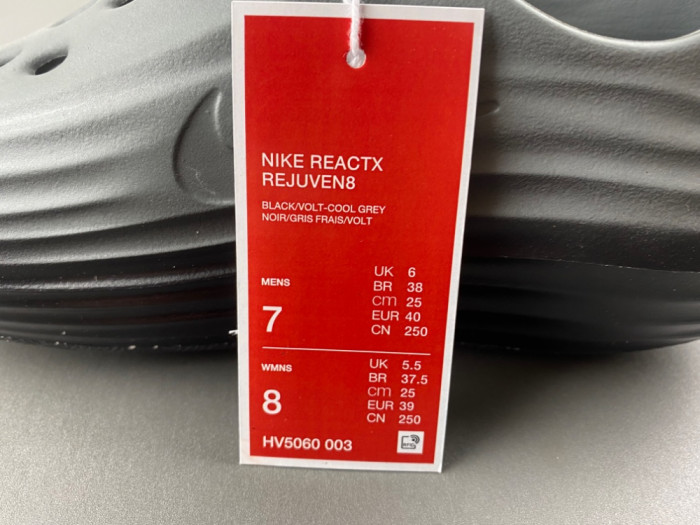 NIKE REACTX
REJUVEN8
BLACK/VOLT-COOL GREY
NOIR/GRIS FRAIS/VOLT
MENS
7
UK 6
BR 38
cm 25
EUR 40
CN 250
WMNS
8
UK 5.5
BR 37.5
cm 25
EUR 39
CN 250
HV5060 003